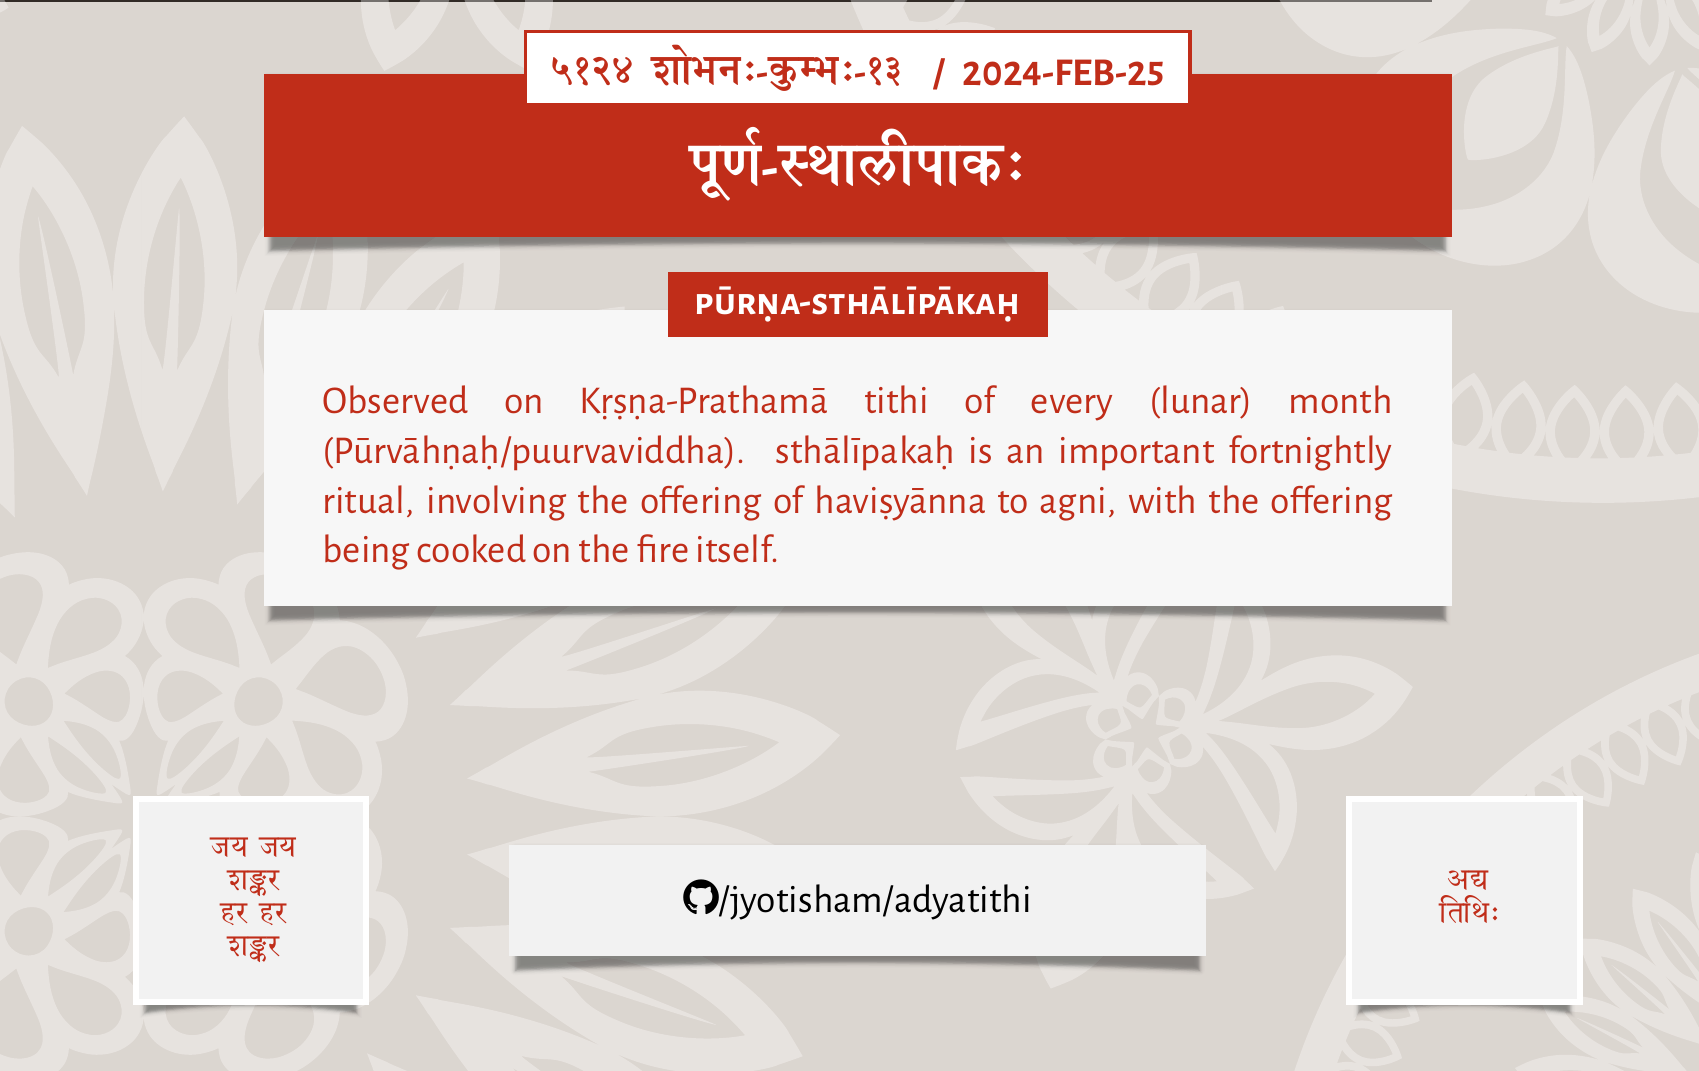 ५१२४ शोभनः-कुम्भः-१३ / 2024-FEB-25
पूर्ण-स्थालीपाकः
PŪRṆA-STHĀLĪPĀKAḤ
Observed on Kṛṣṇa-Prathamā tithi of every (lunar) month
(Pūrvāhṇaḥ/puurvaviddha). sthālīpakaḥ is an important fortnightly
ritual, involving the offering of haviṣyānna to agni, with the offering
being cooked on the fire itself.
जय जय
शङ्कर
हर हर
शङ्कर
/jyotisham/adyatithi
अद्य
तिथिः